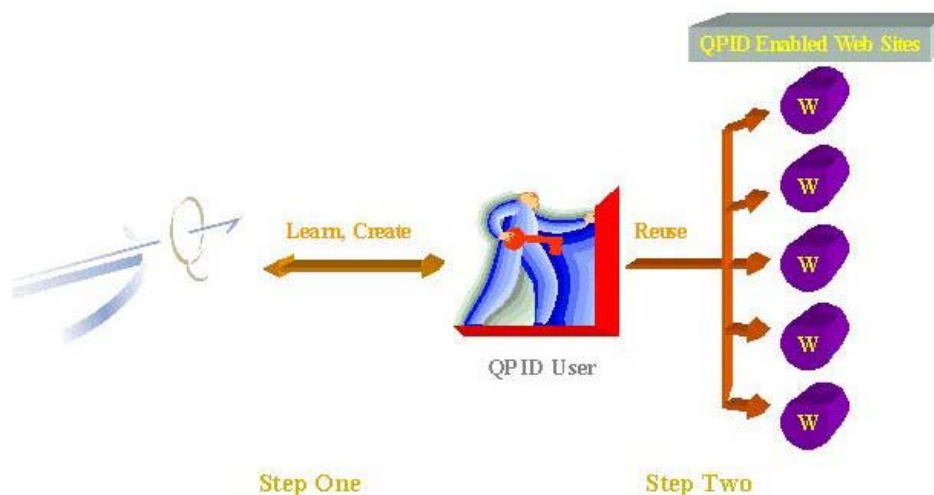 QPID Enabled Web Sites
W
W
Learn, Create
Reuse
W
W
QPID User
W
Step One
Step Two